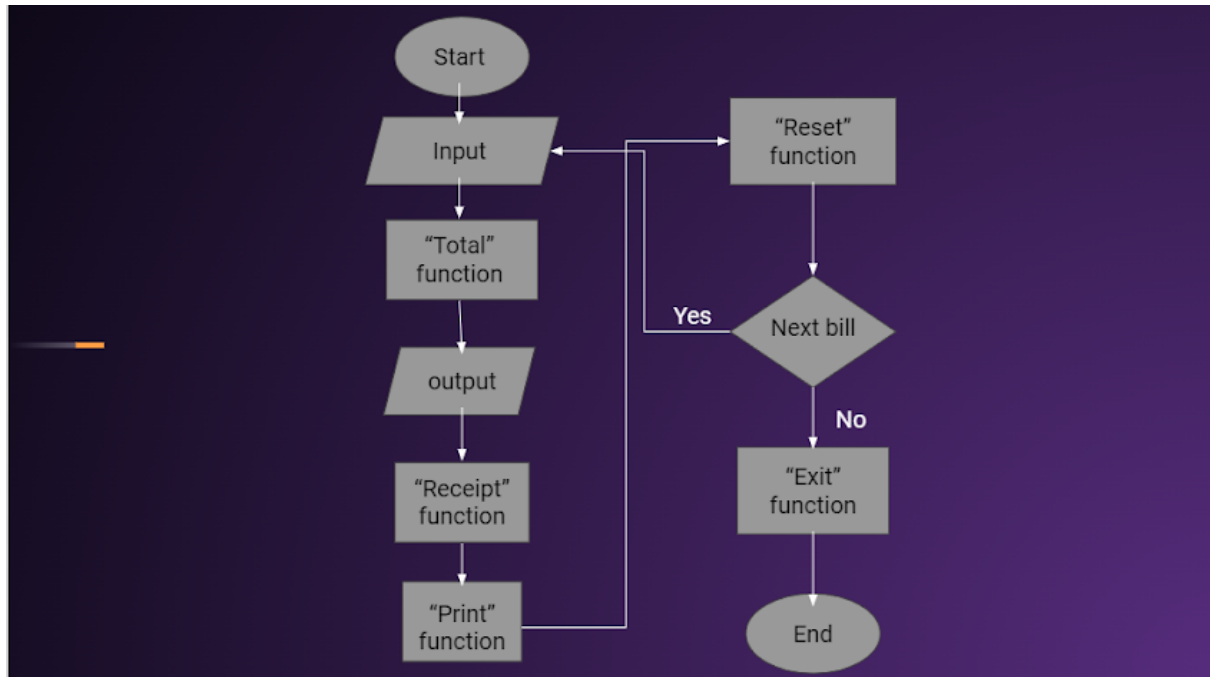 Start
Input
“Total”
function
output
“Receipt”
function
“Print”
function
“Reset”
function
Next bill
Yes
No
“Exit”
function
End